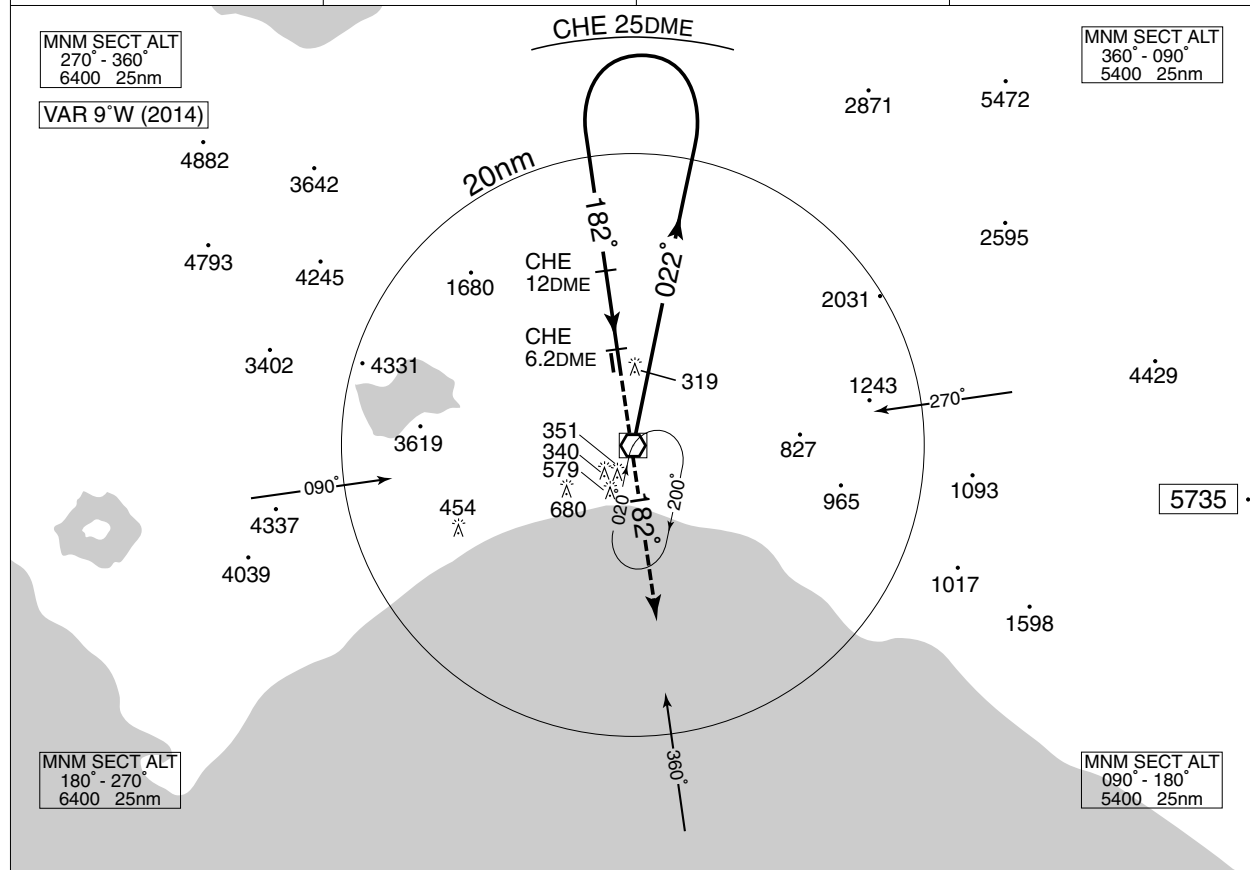 CHE 25DME
MNM SECT ALT
270° - 360°
6400 25nm
MNM SECT ALT
360° - 090°
5400 25nm
VAR 9°W (2014)
2871
5472
4882
3642
20nm
182°
022°
2595
4793
4245
1680
CHE
12DME
2031
CHE
6.2DME
3402
4331
319
1243
4429
270°
3619
351
340
579
827
090°
454
680
020°
200°
182°
965
1093
5735
4337
4039
1017
1598
360°
MNM SECT ALT
180° - 270°
6400 25nm
MNM SECT ALT
090° - 180°
5400 25nm